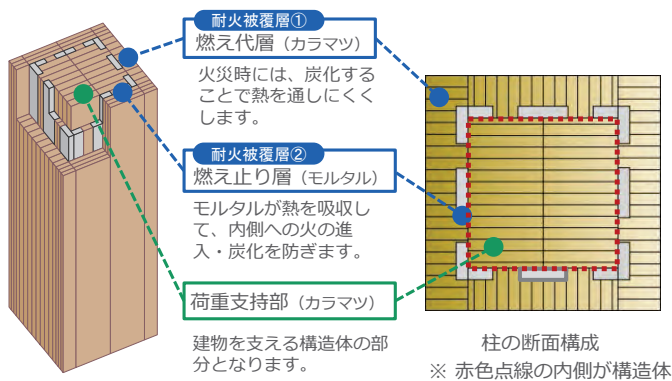 耐火被覆層①
燃え代層（カラマツ）
火災時には、炭化する
ことで熱を通しにくく
します。
耐火被覆層②
燃え止り層（モルタル）
モルタルが熱を吸収し
て、内側への火の進
入・炭化を防ぎます。
荷重支持部（カラマツ）
建物を支える構造体の部
分となります。
柱の断面構成
※ 赤色点線の内側が構造体